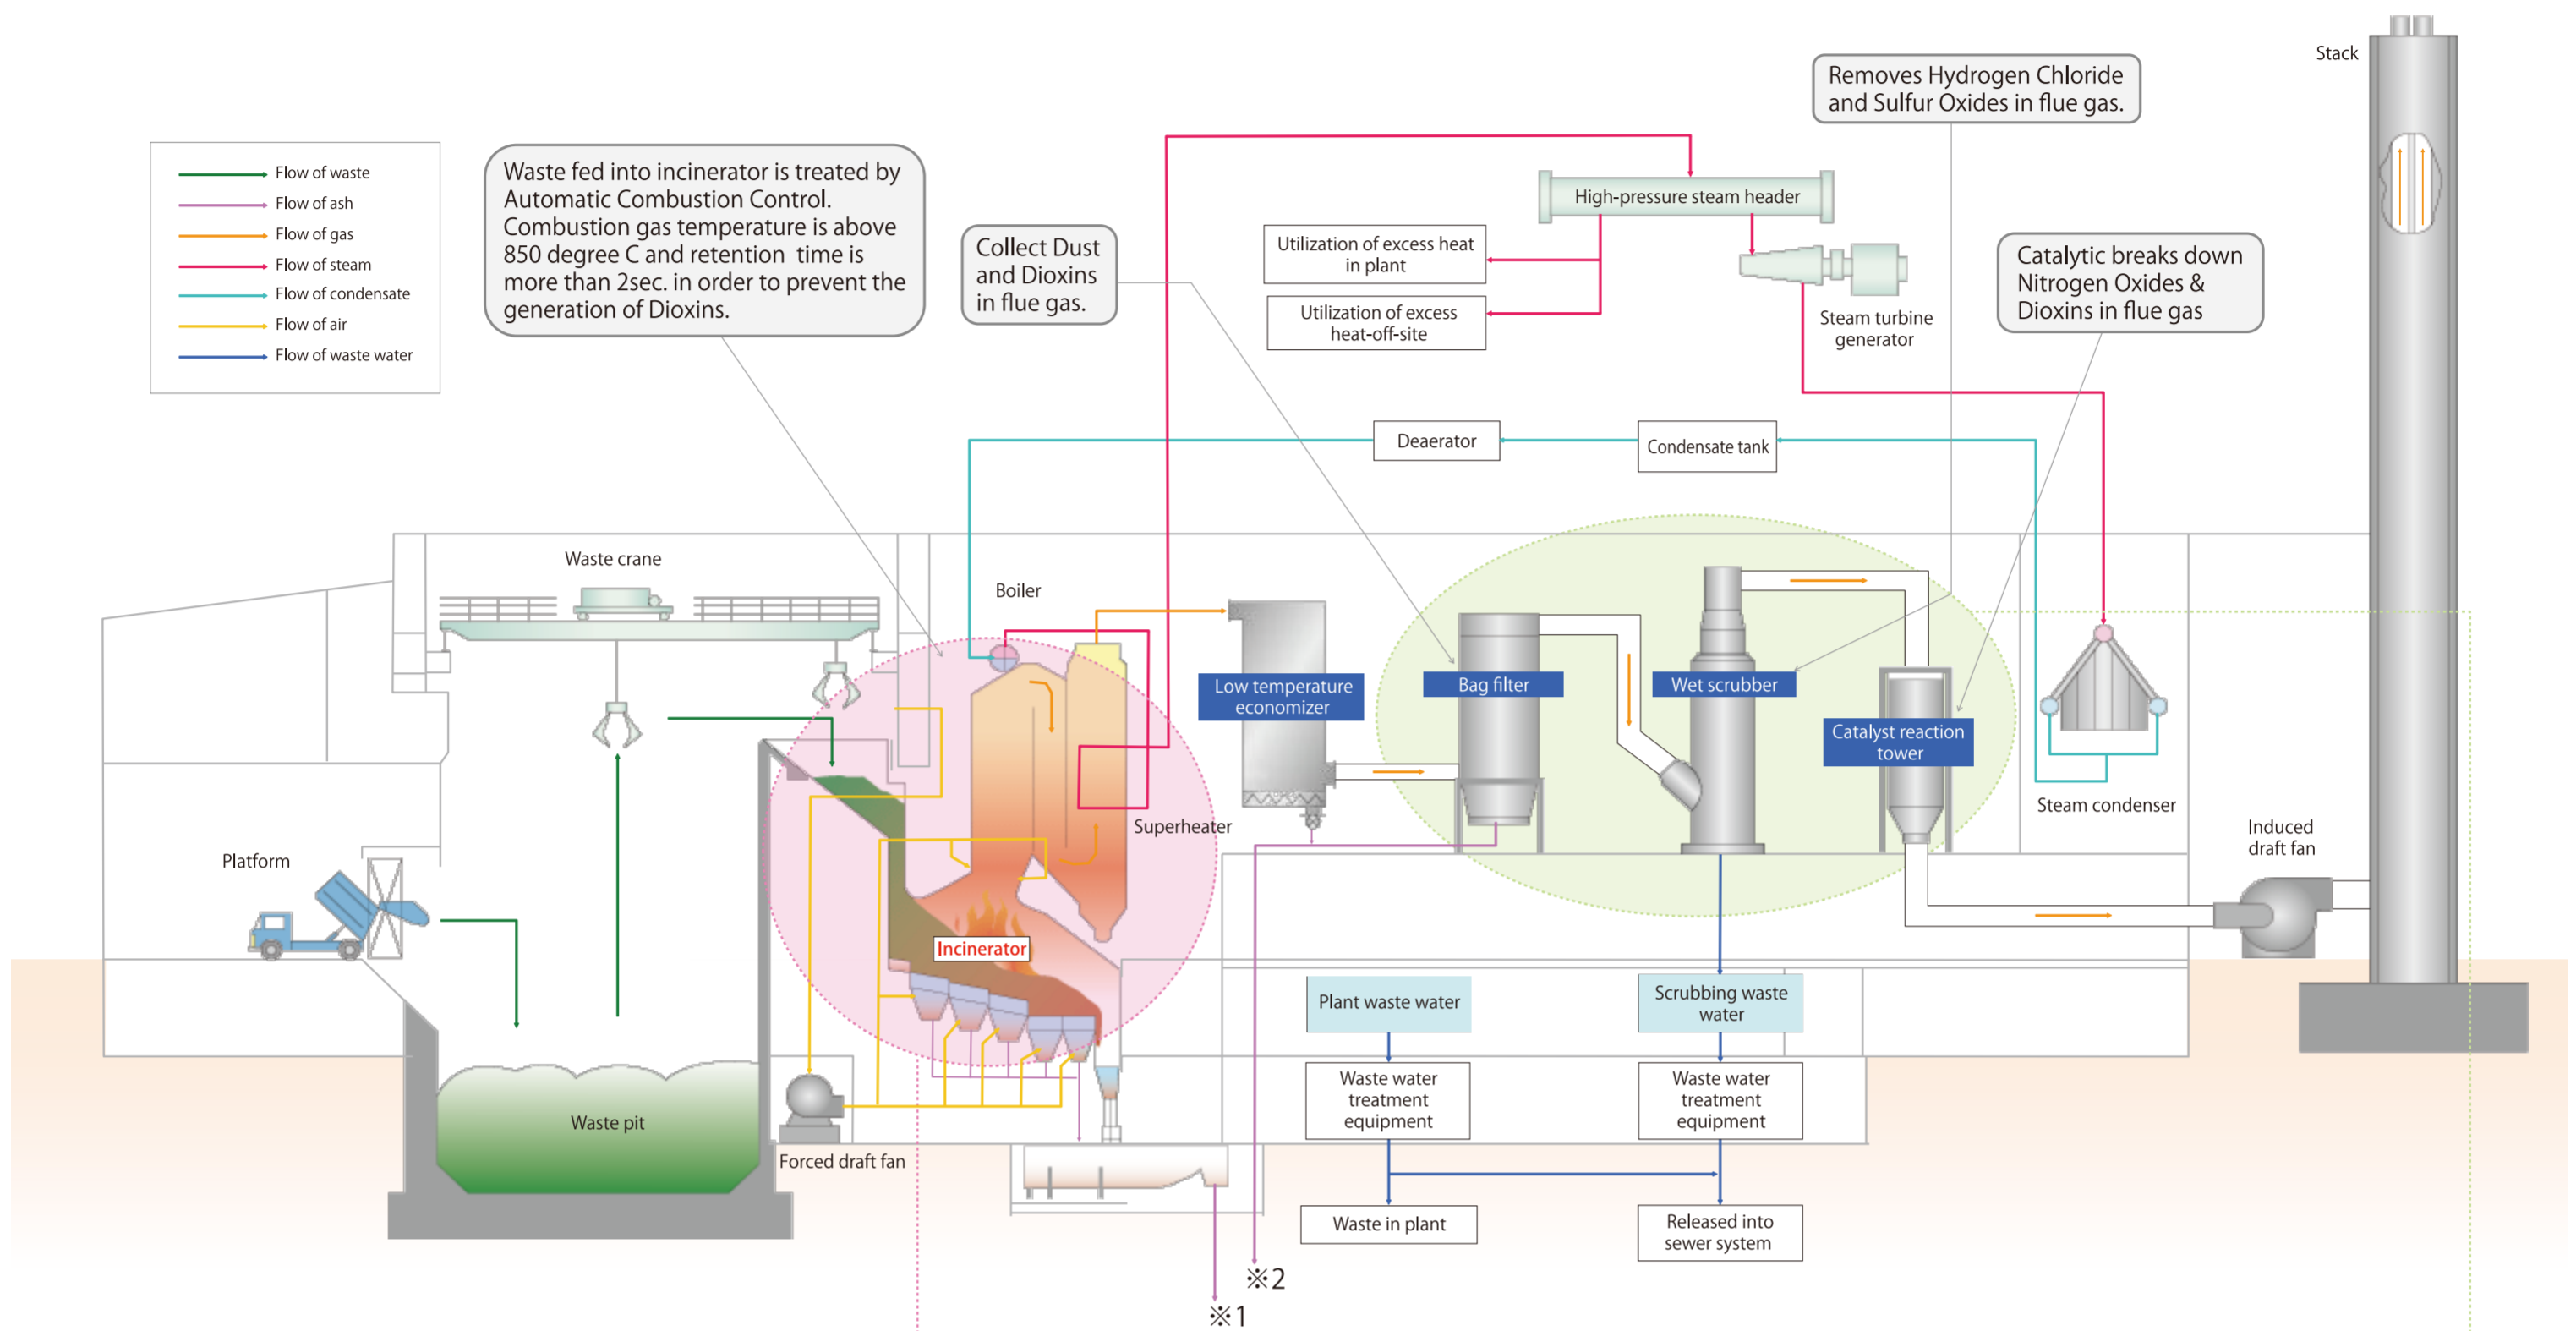 Stack
Removes Hydrogen Chloride
and Sulfur Oxides in flue gas.
Flow of waste
Flow of ash
Flow of gas
Flow of steam
Flow of condensate
Flow of air
Flow of waste water
Waste fed into incinerator is treated by
Automatic Combustion Control.
Combustion gas temperature is above
850 degree C and retention time is
more than 2sec. in order to prevent the
generation of Dioxins.
Collect Dust
and Dioxins
in flue gas.
High-pressure steam header
Utilization of excess heat
in plant
Utilization of excess
heat-off-site
Steam turbine
generator
Catalytic breaks down
Nitrogen Oxides &
Dioxins in flue gas
Deaerator
Condensate tank
Waste crane
Boiler
Low temperature
economizer
Bag filter
Wet scrubber
Catalyst reaction
tower
Steam condenser
Superheater
Induced
draft fan
Platform
Incinerator
Plant waste water
Scrubbing waste
water
Waste water
treatment
equipment
Waste water
treatment
equipment
Waste pit
Forced draft fan
Waste in plant
Released into
sewer system
※2
※1